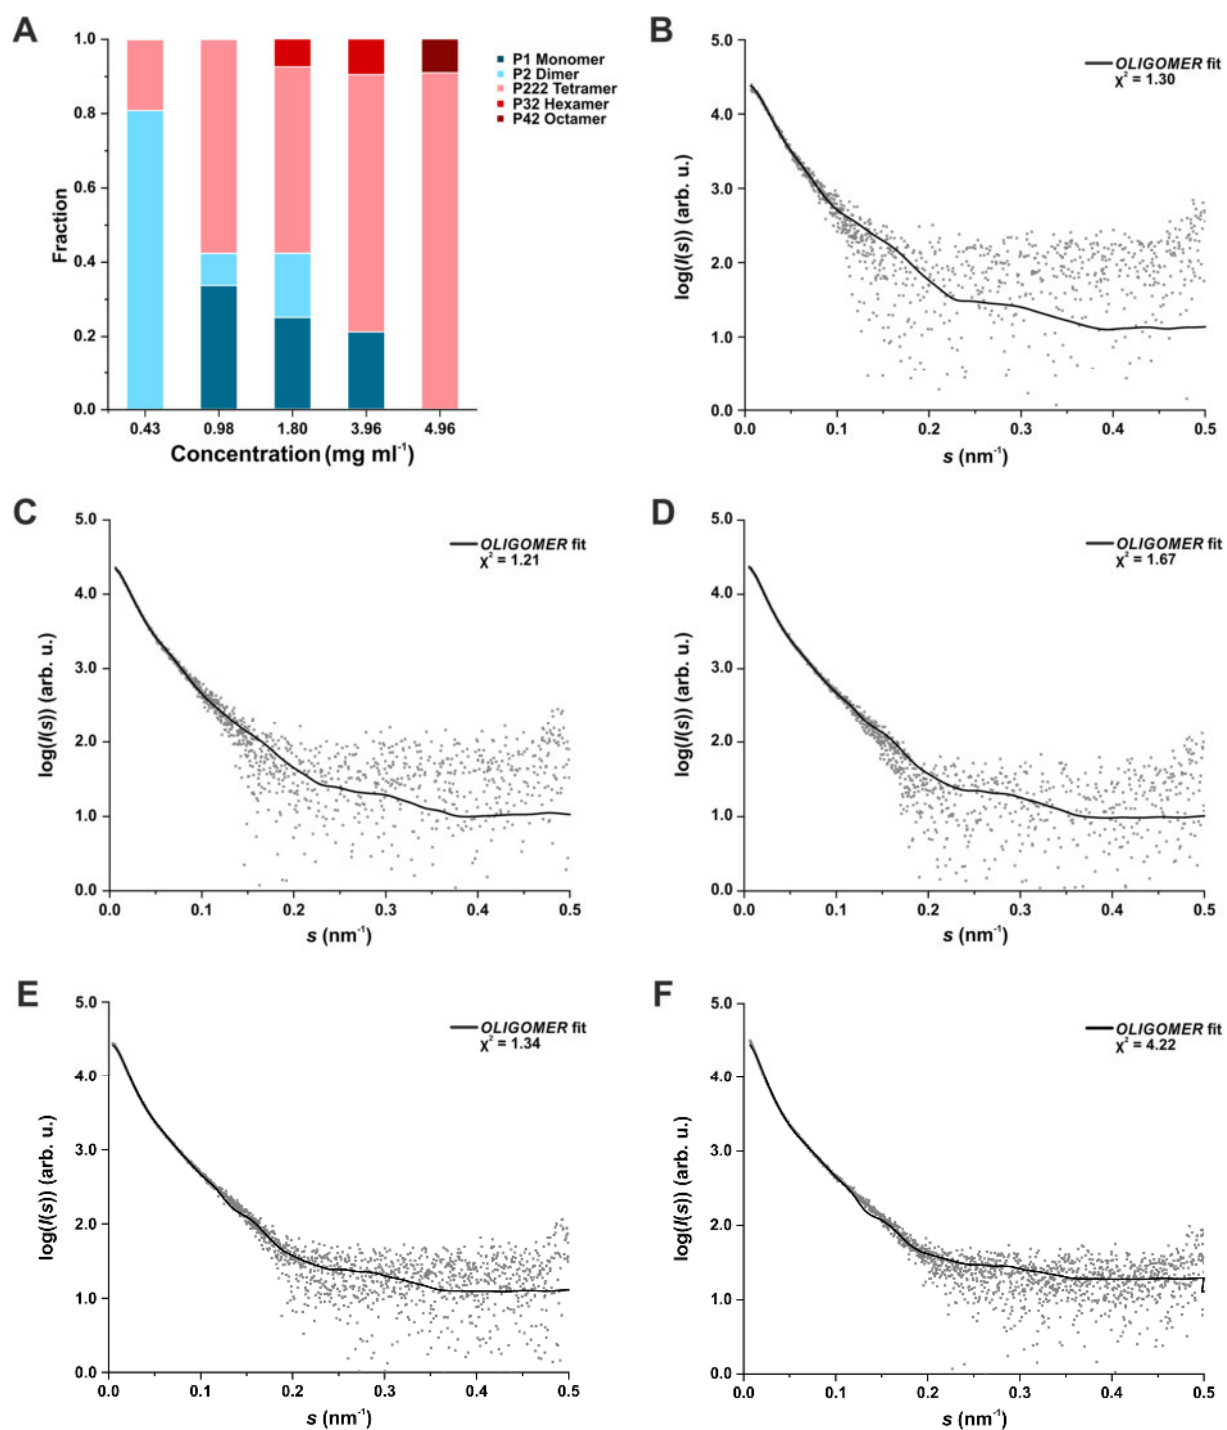 A
1.0
0.8
0.6
0.4
0.2
0.0
Fraction
0.43 0.98 1.80 3.96 4.96
Concentration (mg ml⁻¹)
P1 Monomer
P2 Dimer
P222 Tetramer
P32 Hexamer
P42 Octamer
B
5.0
4.0
3.0
2.0
1.0
0.0
log(I(s)) (arb. u.)
OLIGOMER fit
χ² = 1.30
0.0 0.1 0.2 0.3 0.4 0.5
s (nm⁻¹)
C
5.0
4.0
3.0
2.0
1.0
0.0
log(I(s)) (arb. u.)
OLIGOMER fit
χ² = 1.21
0.0 0.1 0.2 0.3 0.4 0.5
s (nm⁻¹)
D
5.0
4.0
3.0
2.0
1.0
0.0
log(I(s)) (arb. u.)
OLIGOMER fit
χ² = 1.67
0.0 0.1 0.2 0.3 0.4 0.5
s (nm⁻¹)
E
5.0
4.0
3.0
2.0
1.0
0.0
log(I(s)) (arb. u.)
OLIGOMER fit
χ² = 1.34
0.0 0.1 0.2 0.3 0.4 0.5
s (nm⁻¹)
F
5.0
4.0
3.0
2.0
1.0
0.0
log(I(s)) (arb. u.)
OLIGOMER fit
χ² = 4.22
0.0 0.1 0.2 0.3 0.4 0.5
s (nm⁻¹)